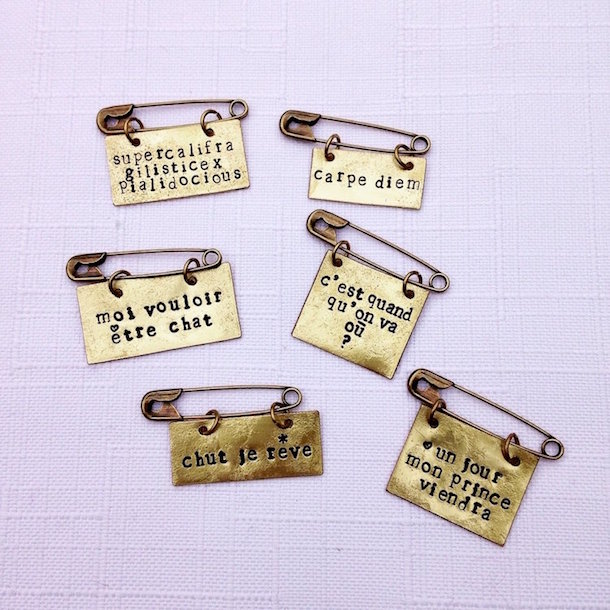 supercalifra
gilisticex
pialidocious
carpe diem
moi vouloir
être chat
c'est quand
qu'on va
où
?
chut je rêve
un jour
mon prince
viendra